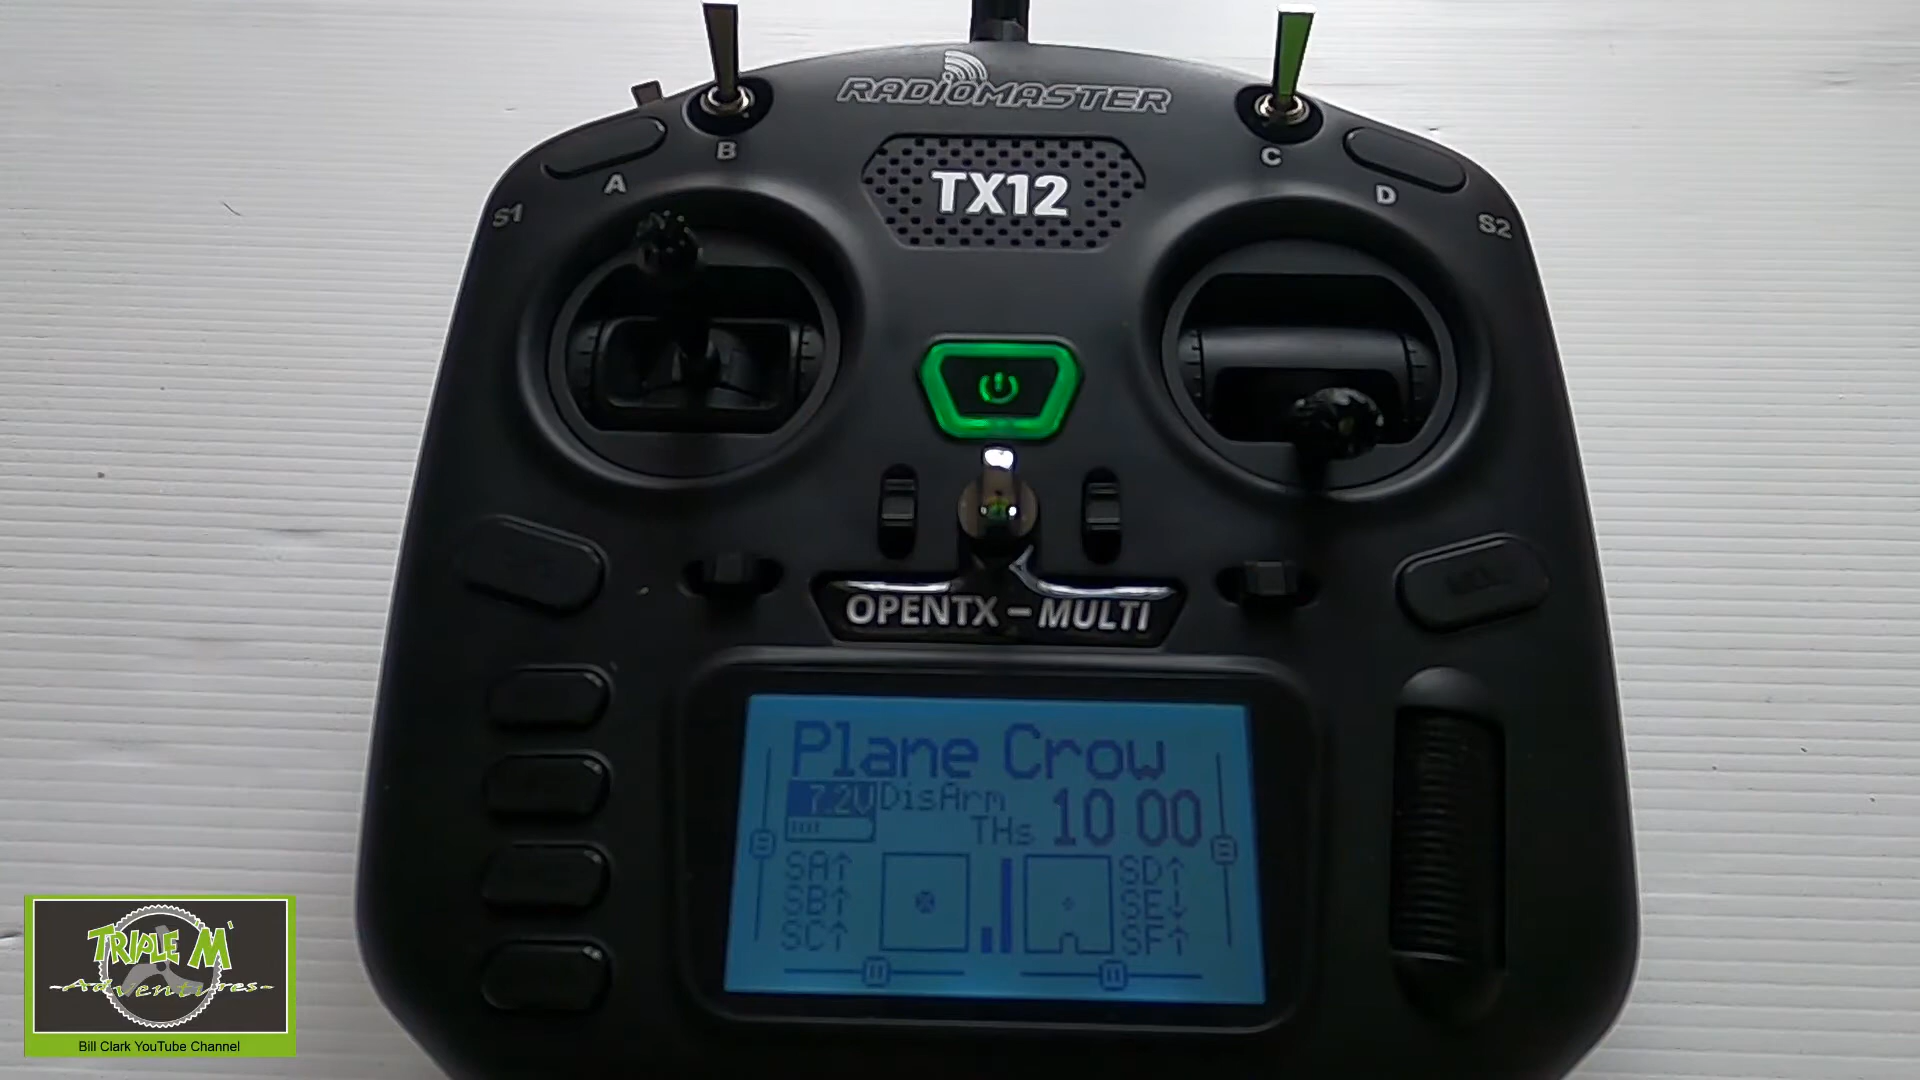 RADIOMASTER
B
C
A
D
S1
S2
TX12
OPENTX – MULTI
Plane Crow
7.2V DisArm
THs 10 00
SA↑ SD↑
SB↑ SE↓
SC↑ SF↑
TRIPLE M'
-Adventures-
Bill Clark YouTube Channel